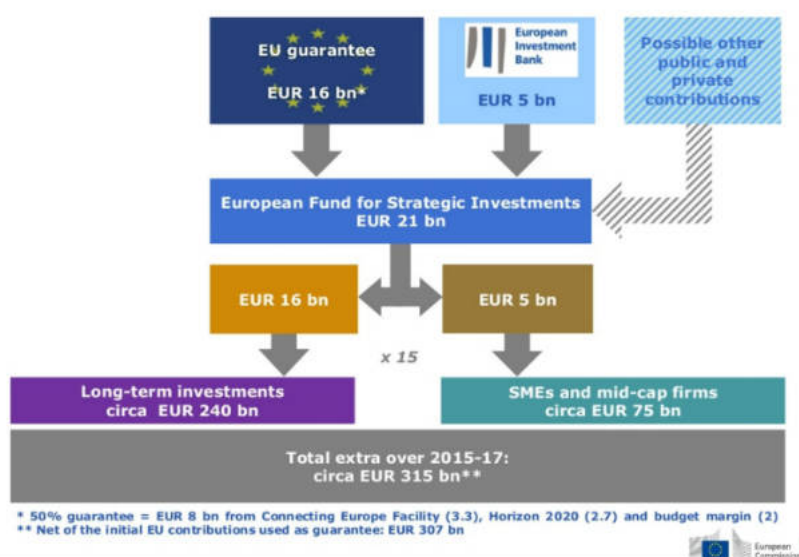 EU guarantee
EUR 16 bn*
European
Investment
Bank
EUR 5 bn
Possible other
public and
private
contributions
European Fund for Strategic Investments
EUR 21 bn
EUR 16 bn
EUR 5 bn
x 15
Long-term investments
circa EUR 240 bn
SMEs and mid-cap firms
circa EUR 75 bn
Total extra over 2015-17:
circa EUR 315 bn**
* 50% guarantee = EUR 8 bn from Connecting Europe Facility (3.3), Horizon 2020 (2.7) and budget margin (2)
** Net of the initial EU contributions used as guarantee: EUR 307 bn
European